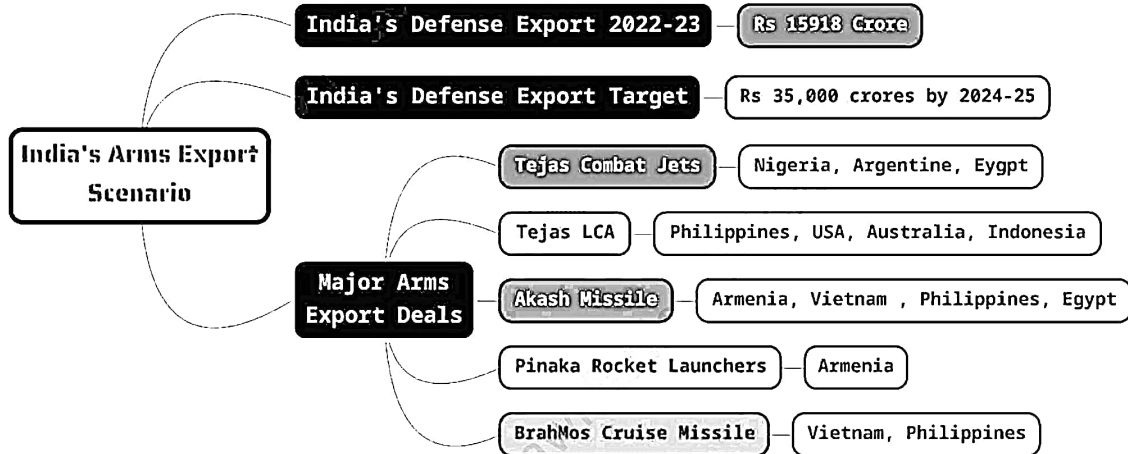 India's Defense Export 2022-23
Rs 15918 Crore
India's Defense Export Target
Rs 35,000 crores by 2024-25
India's Arms Export
Scenario
Tejas Combat Jets
Nigeria, Argentine, Eygpt
Tejas LCA
Philippines, USA, Australia, Indonesia
Major Arms
Export Deals
Akash Missile
Armenia, Vietnam , Philippines, Egypt
Pinaka Rocket Launchers
Armenia
BrahMos Cruise Missile
Vietnam, Philippines